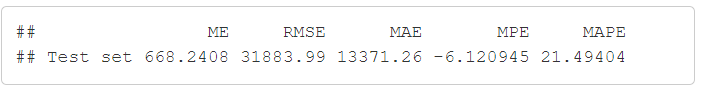 ##                ME     RMSE      MAE       MPE     MAPE
## Test set 668.2408 31883.99 13371.26 -6.120945 21.49404